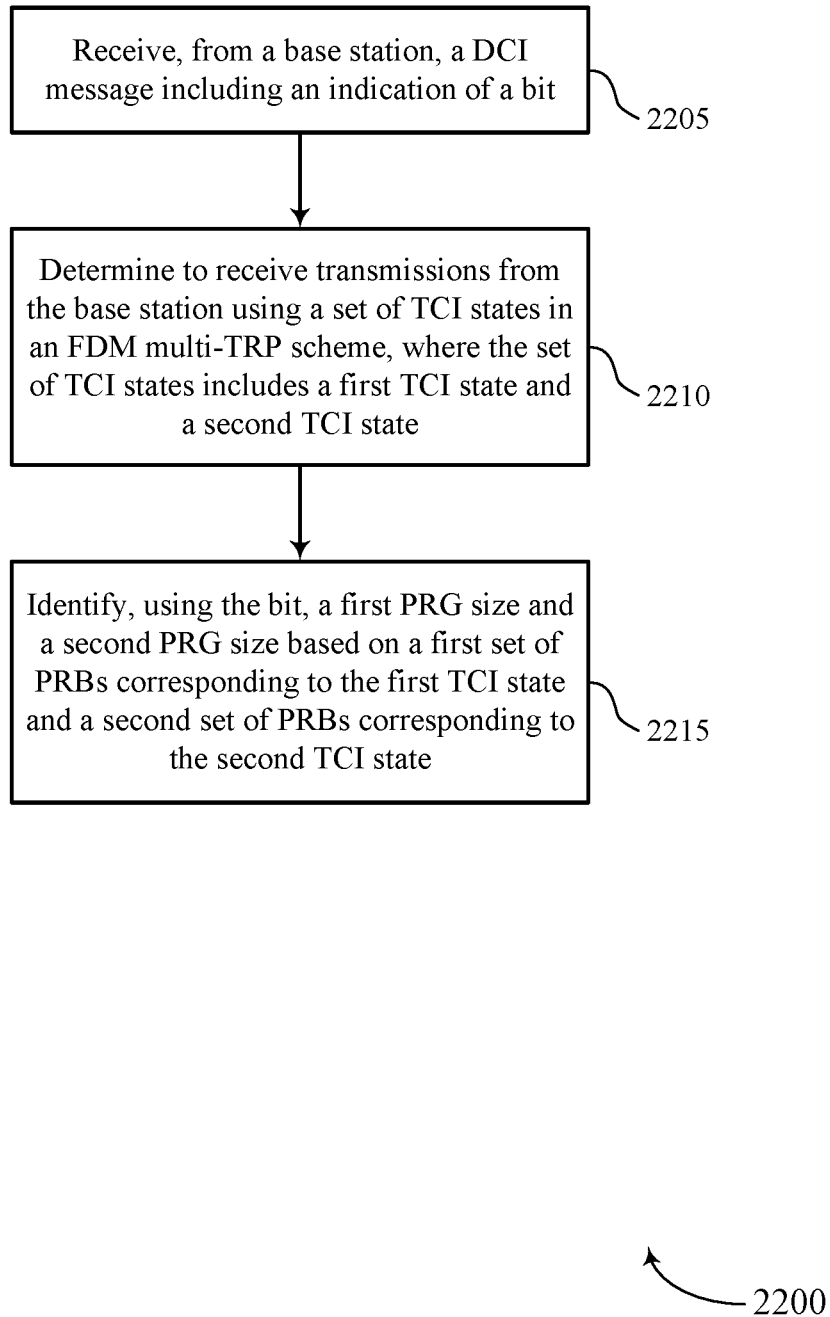 Receive, from a base station, a DCI
message including an indication of a bit
2205
Determine to receive transmissions from
the base station using a set of TCI states in
an FDM multi-TRP scheme, where the set
of TCI states includes a first TCI state and
a second TCI state
2210
Identify, using the bit, a first PRG size and
a second PRG size based on a first set of
PRBs corresponding to the first TCI state
and a second set of PRBs corresponding to
the second TCI state
2215
2200